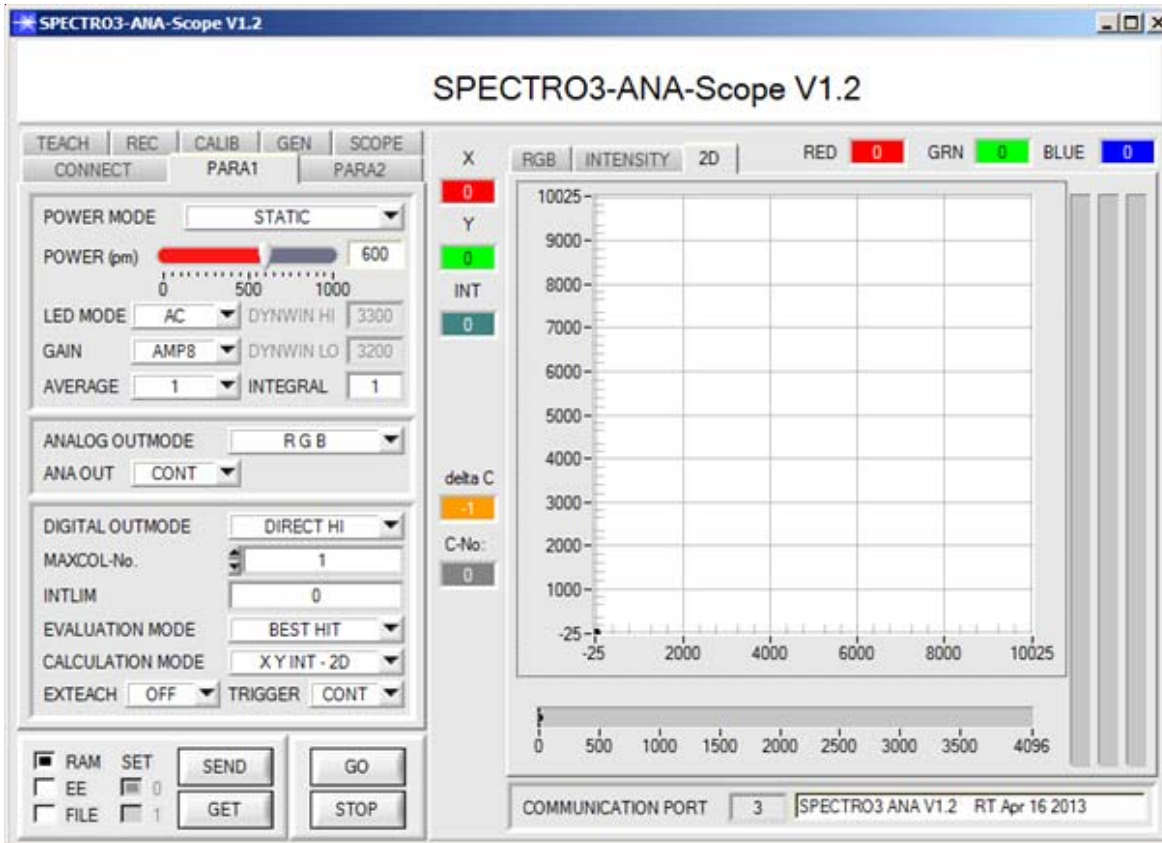 SPECTRO3-ANA-Scope V1.2
SPECTRO3-ANA-Scope V1.2
TEACH REC CALIB GEN SCOPE
CONNECT PARA1 PARA2
POWER MODE STATIC
POWER (pm) 600
0 500 1000
LED MODE AC DYNWIN HI 3300
GAIN AMP8 DYNWIN LO 3200
AVERAGE 1 INTEGRAL 1
ANALOG OUTMODE R G B
ANA OUT CONT
DIGITAL OUTMODE DIRECT HI
MAXCOL-No. 1
INTLIM 0
EVALUATION MODE BEST HIT
CALCULATION MODE X Y INT - 2D
EXTEACH OFF TRIGGER CONT
RAM SET SEND GO
EE 0
FILE 1 GET STOP
X
0
Y
0
INT
0
delta C
-1
C-No:
0
RGB INTENSITY 2D RED 0 GRN 0 BLUE 0
10025
9000
8000
7000
6000
5000
4000
3000
2000
1000
-25
-25 2000 4000 6000 8000 10025
0 500 1000 1500 2000 2500 3000 3500 4096
COMMUNICATION PORT 3 SPECTRO3 ANA V1.2 RT Apr 16 2013